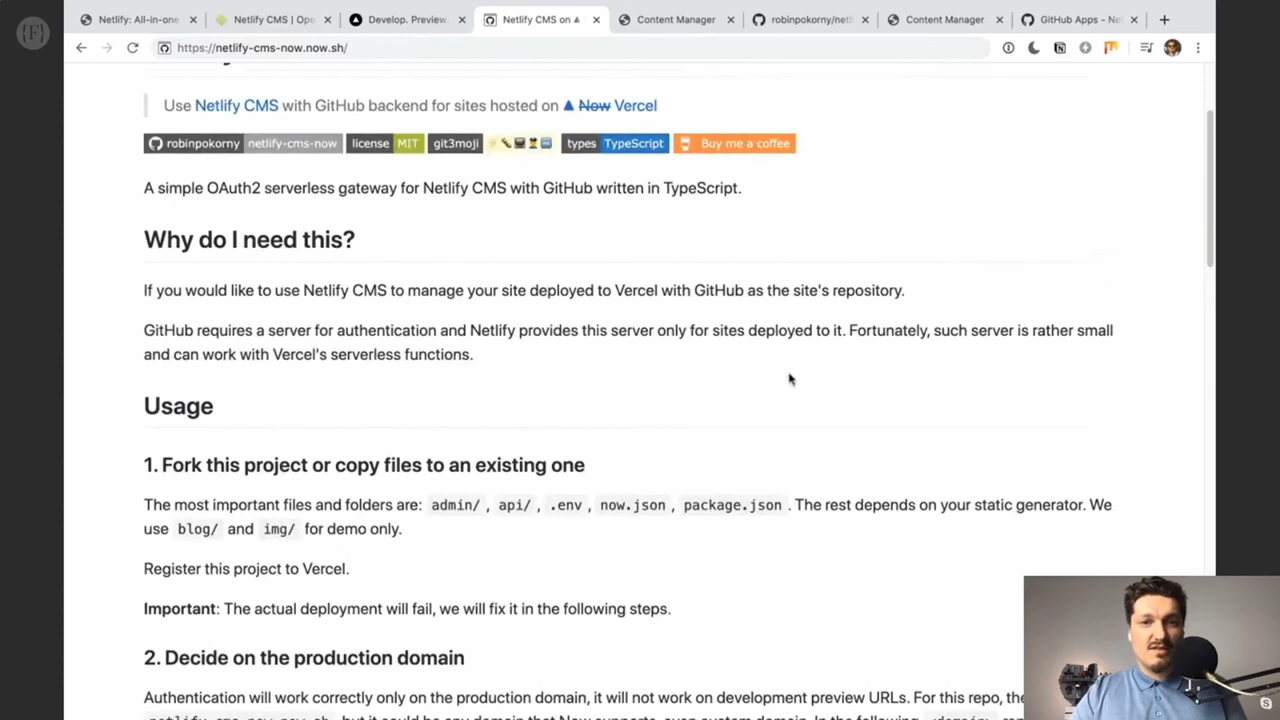 {F}
Netlify: All-in-one
Netlify CMS | Ope
Develop. Preview.
Netlify CMS on ▲
Content Manager
robinpokorny/netl
Content Manager
GitHub Apps - Ne
https://netlify-cms-now.now.sh/
Use Netlify CMS with GitHub backend for sites hosted on ▲ Now Vercel
robinpokorny netlify-cms-now license MIT git3moji types TypeScript Buy me a coffee
A simple OAuth2 serverless gateway for Netlify CMS with GitHub written in TypeScript.
Why do I need this?
If you would like to use Netlify CMS to manage your site deployed to Vercel with GitHub as the site's repository.
GitHub requires a server for authentication and Netlify provides this server only for sites deployed to it. Fortunately, such server is rather small
and can work with Vercel's serverless functions.
Usage
1. Fork this project or copy files to an existing one
The most important files and folders are: admin/ , api/ , .env , now.json , package.json . The rest depends on your static generator. We
use blog/ and img/ for demo only.
Register this project to Vercel.
Important: The actual deployment will fail, we will fix it in the following steps.
2. Decide on the production domain
Authentication will work correctly only on the production domain, it will not work on development preview URLs. For this repo, the